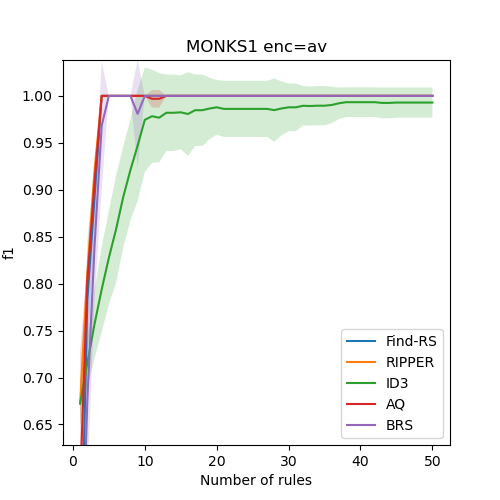 MONKS1 enc=av
f1
1.00
0.95
0.90
0.85
0.80
0.75
0.70
0.65
Find-RS
RIPPER
ID3
AQ
BRS
0 10 20 30 40 50
Number of rules